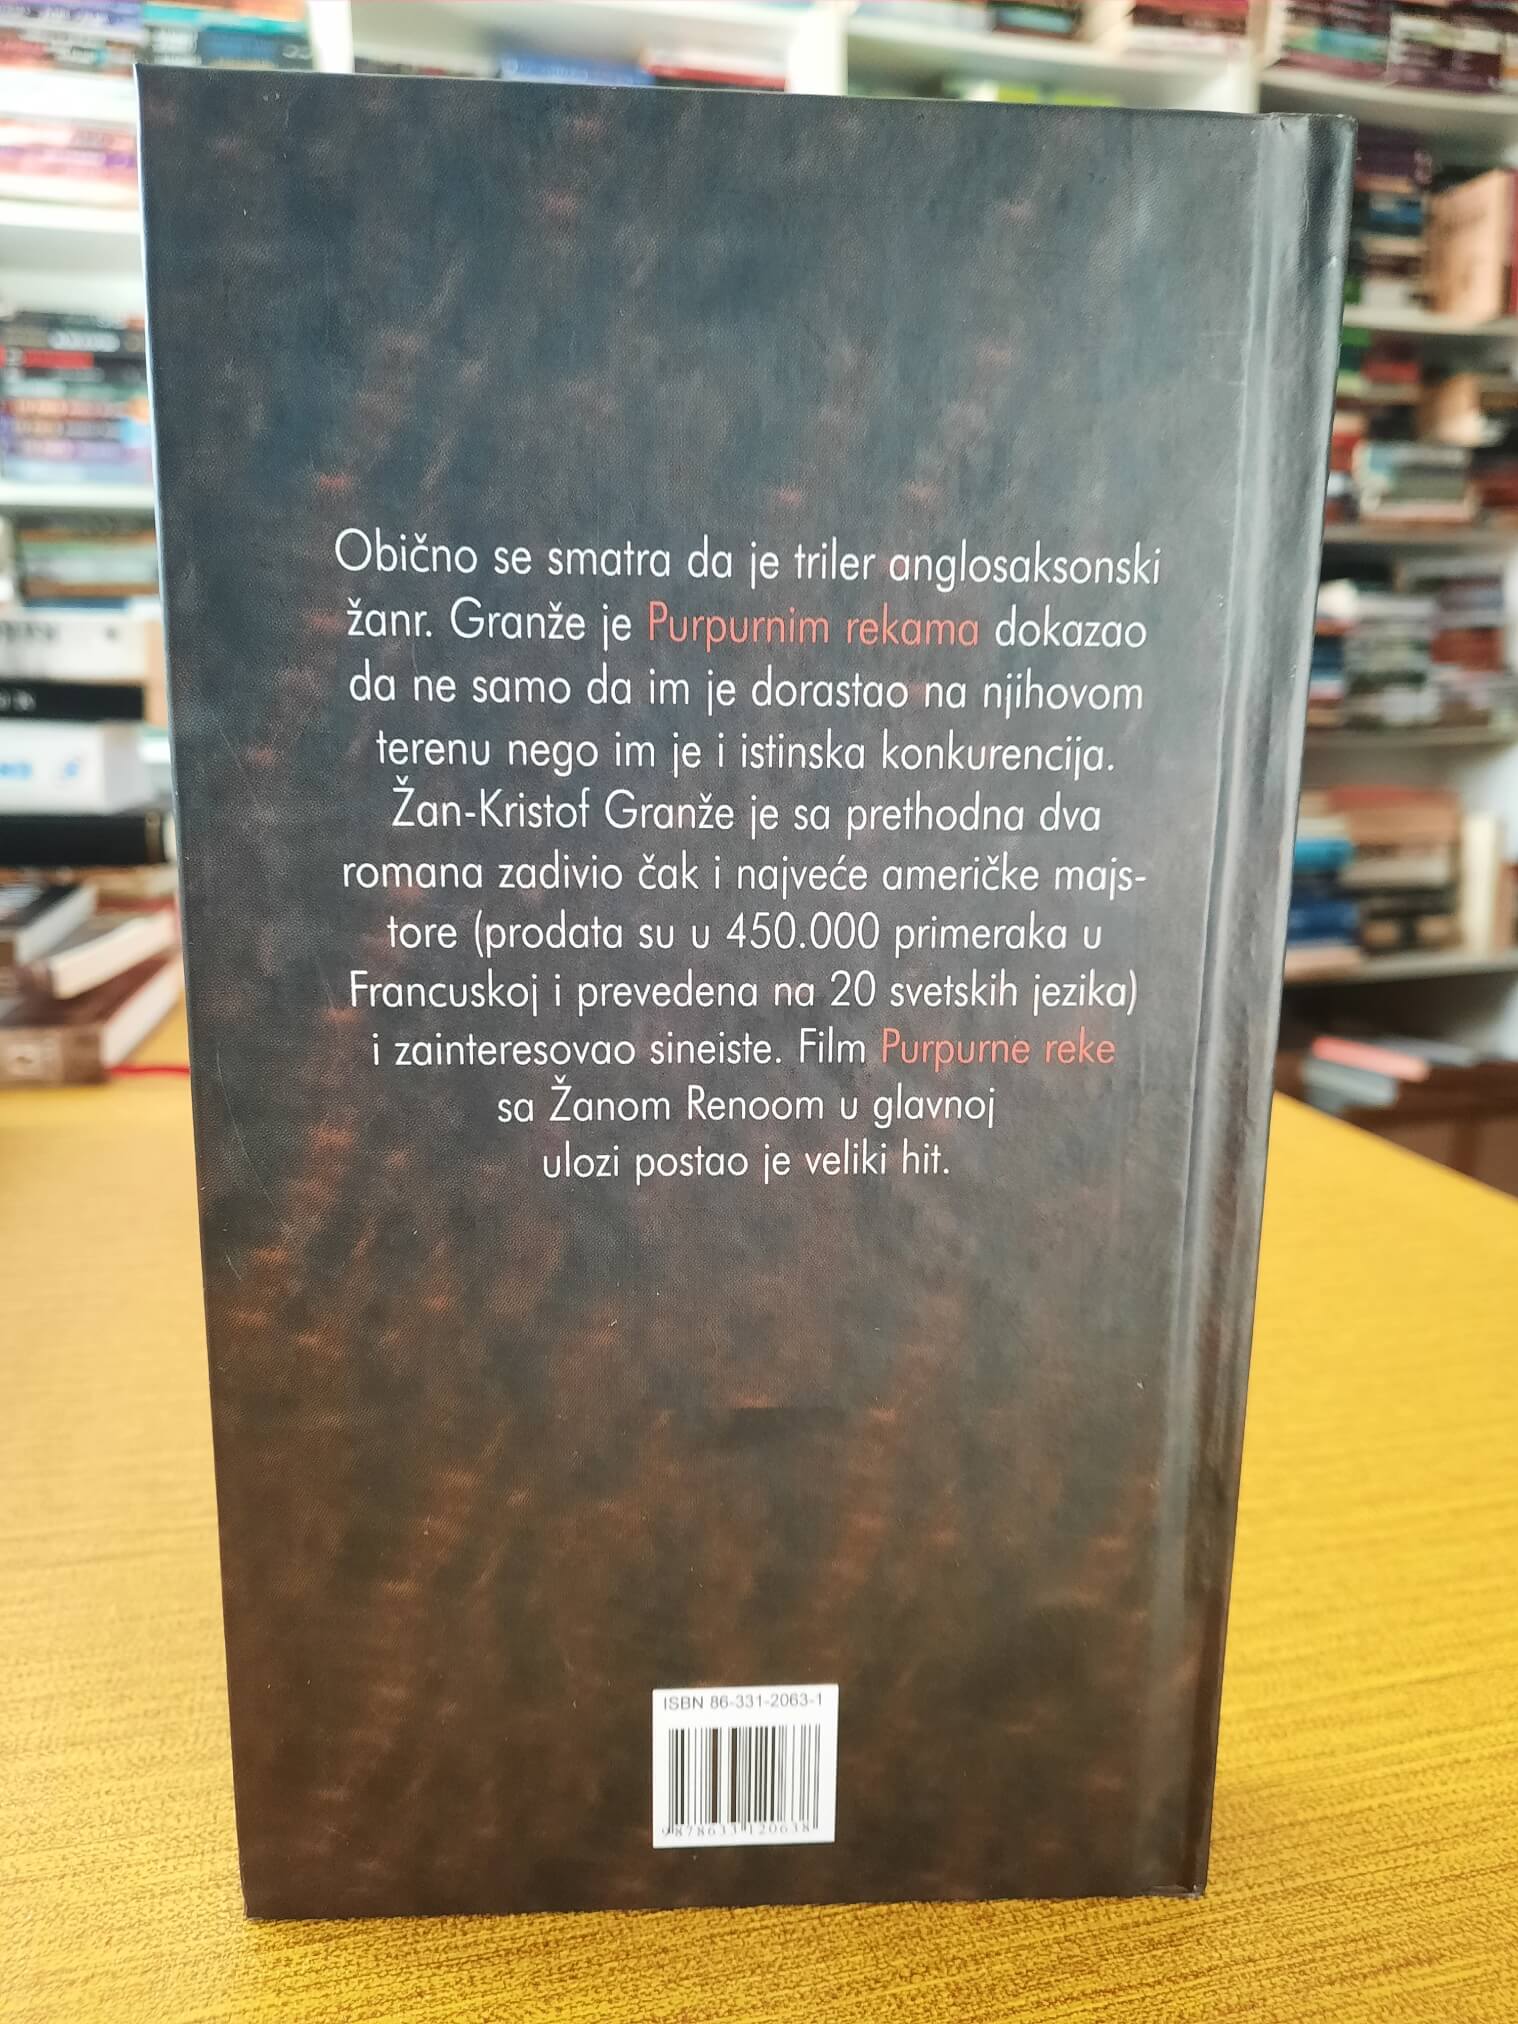 Obično se smatra da je triler anglosaksonski
žanr. Granže je Purpurnim rekama dokazao
da ne samo da im je dorastao na njihovom
terenu nego im je i istinska konkurencija.
Žan-Kristof Granže je sa prethodna dva
romana zadivio čak i najveće američke majs-
tore (prodata su u 450.000 primeraka u
Francuskoj i prevedena na 20 svetskih jezika)
i zainteresovao sineiste. Film Purpurne reke
sa Žanom Renoom u glavnoj
ulozi postao je veliki hit.
ISBN 86-331-2063-1
9788633120638